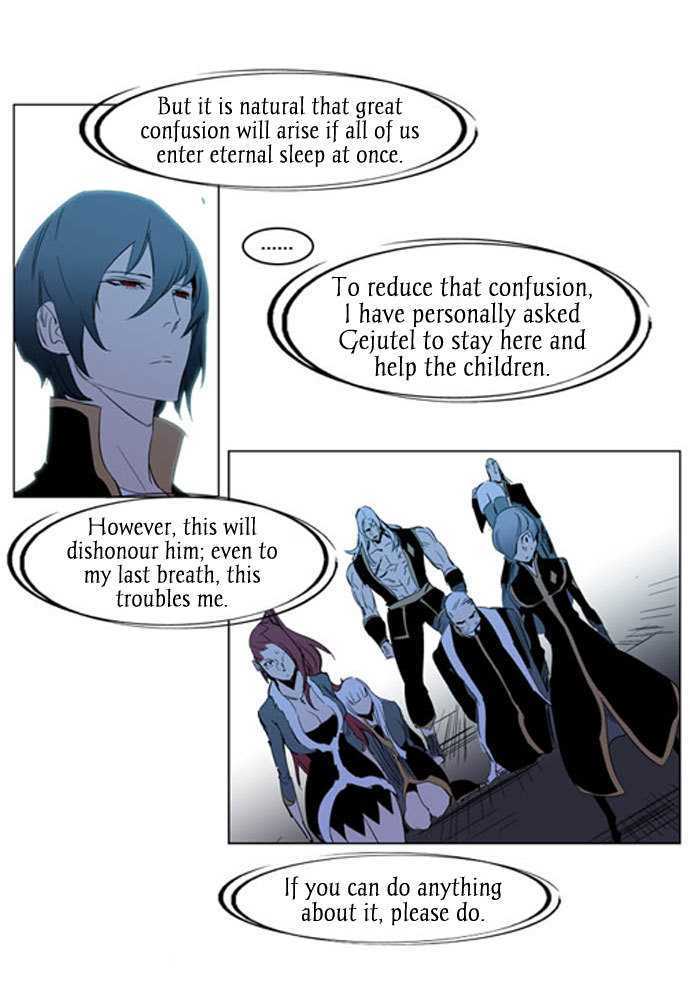 But it is natural that great
confusion will arise if all of us
enter eternal sleep at once.
......
To reduce that confusion,
I have personally asked
Gejutel to stay here and
help the children.
However, this will
dishonour him; even to
my last breath, this
troubles me.
If you can do anything
about it, please do.